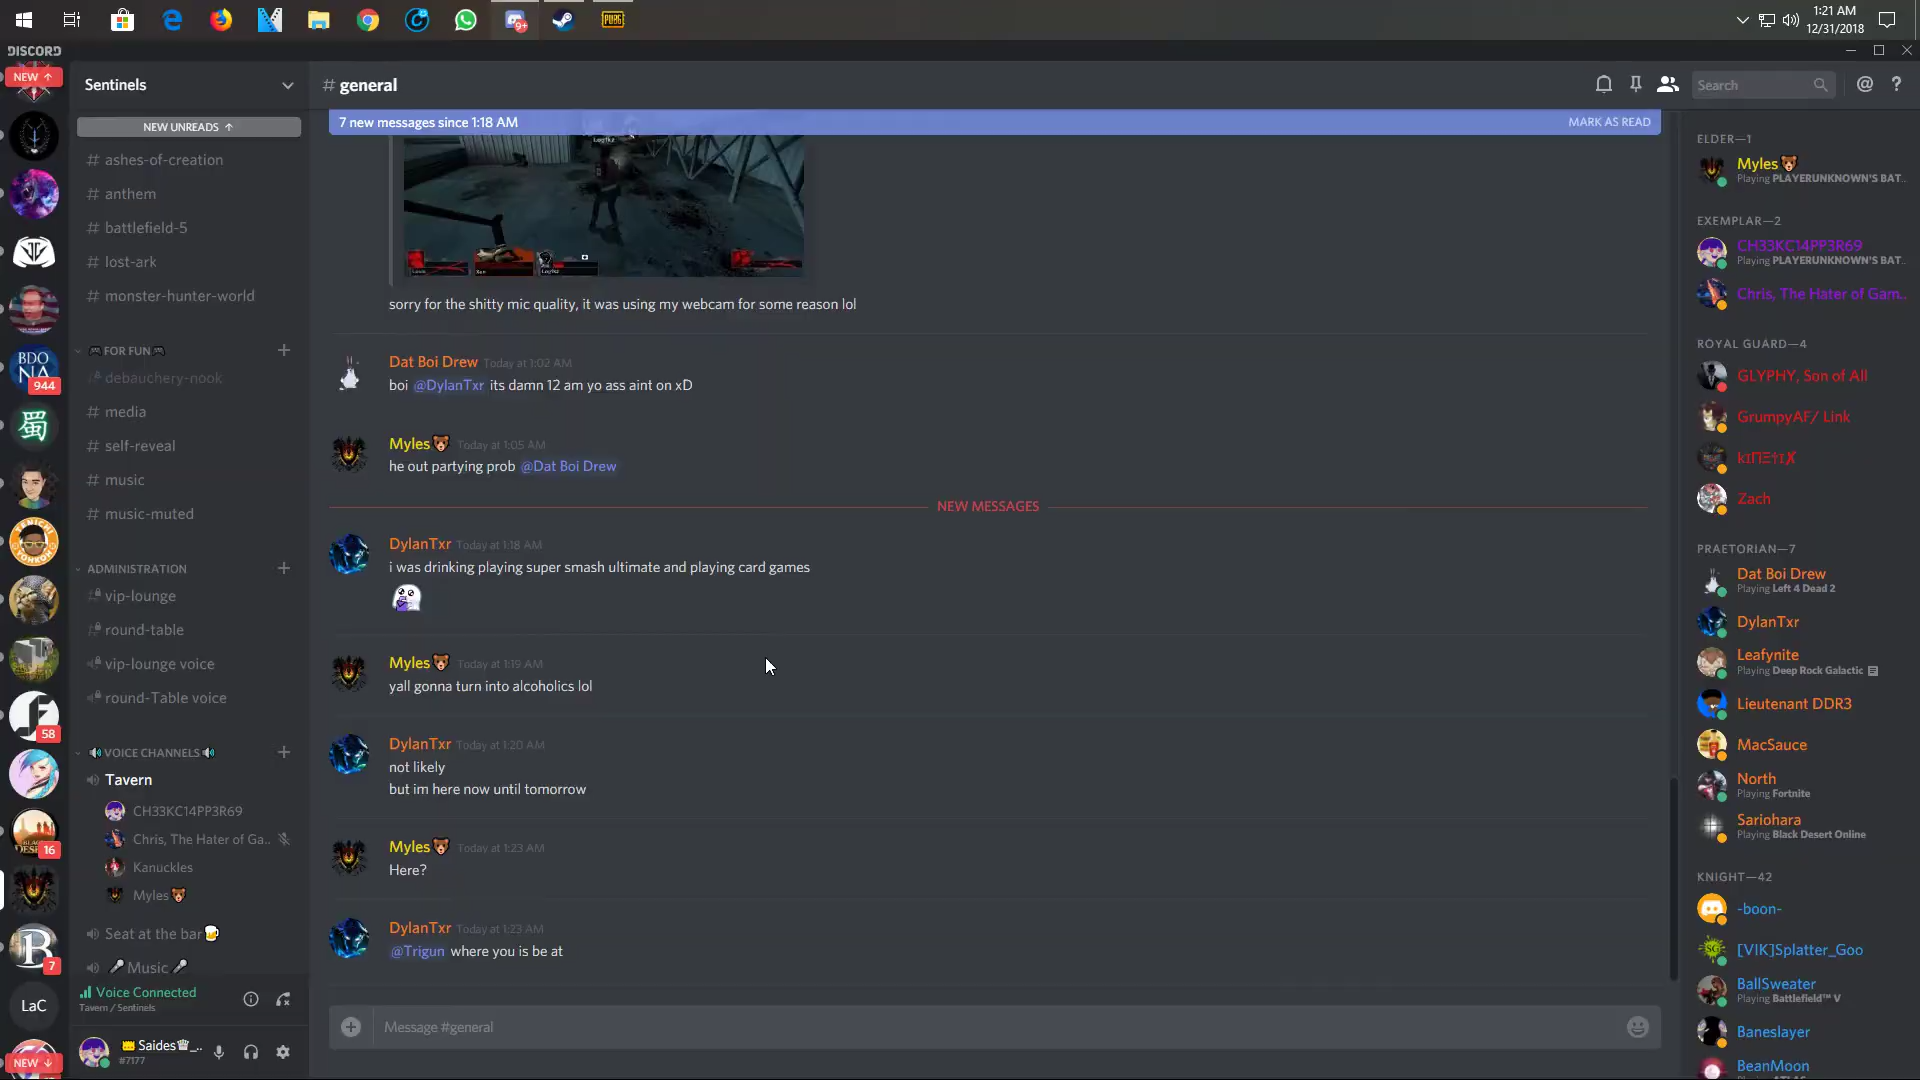 1:21 AM
12/31/2018
DISCORD
NEW ↑
BDO
NA
944
蜀
58
16
7
LaC
NEW ↓
Sentinels
NEW UNREADS ↑
# ashes-of-creation
# anthem
# battlefield-5
# lost-ark
# monster-hunter-world
FOR FUN
debauchery-nook
# media
# self-reveal
# music
# music-muted
ADMINISTRATION
vip-lounge
round-table
vip-lounge voice
round-Table voice
VOICE CHANNELS
Tavern
CH33KC14PP3R69
Chris, The Hater of Ga..
Kanuckles
Myles
Seat at the bar
Music
Voice Connected
Tavern / Sentinels
Saides♕_..
#7177
# general
Search
7 new messages since 1:18 AM
MARK AS READ
sorry for the shitty mic quality, it was using my webcam for some reason lol
Dat Boi Drew Today at 1:02 AM
boi @DylanTxr its damn 12 am yo ass aint on xD
Myles Today at 1:05 AM
he out partying prob @Dat Boi Drew
NEW MESSAGES
DylanTxr Today at 1:18 AM
i was drinking playing super smash ultimate and playing card games
Myles Today at 1:19 AM
yall gonna turn into alcoholics lol
DylanTxr Today at 1:20 AM
not likely
but im here now until tomorrow
Myles Today at 1:23 AM
Here?
DylanTxr Today at 1:23 AM
@Trigun where you is be at
Message #general
ELDER—1
Myles
Playing PLAYERUNKNOWN'S BAT..
EXEMPLAR—2
CH33KC14PP3R69
Playing PLAYERUNKNOWN'S BAT..
Chris, The Hater of Gam..
ROYAL GUARD—4
GLYPHY, Son of All
GrumpyAF/ Link
Zach
PRAETORIAN—7
Dat Boi Drew
Playing Left 4 Dead 2
DylanTxr
Leafynite
Playing Deep Rock Galactic
Lieutenant DDR3
MacSauce
North
Playing Fortnite
Sariohara
Playing Black Desert Online
KNIGHT—42
-boon-
[VIK]Splatter_Goo
BallSweater
Playing Battlefield™ V
Baneslayer
BeanMoon